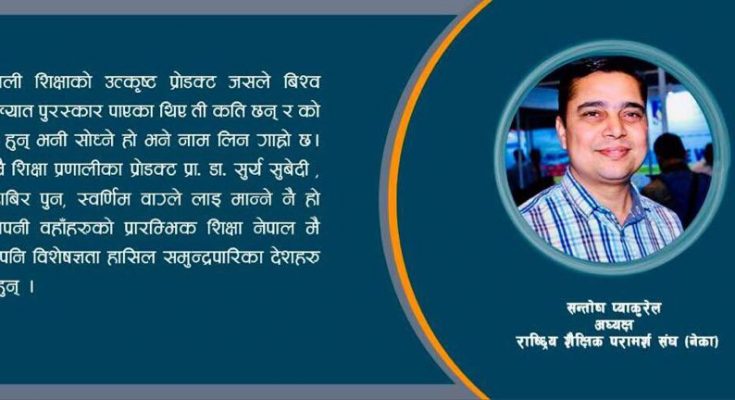 ाली शिक्षाको उत्कृष्ट प्रोडक्ट जसले बिश्व
ख्यात पुरस्कार पाएका थिए ती कति छन् र को
हुन् भनी सोध्ने हो भने नाम लिन गाह्रो छ।
ै शिक्षा प्रणालीका प्रोडक्ट प्रा. डा. सुर्य सुबेदी ,
ाबिर पुन, स्वर्णिम वाग्ले लाइ मान्ने नै हो
ापनी वहाँहरुको प्रारम्भिक शिक्षा नेपाल मै
पनि विशेषज्ञता हासिल समुन्द्रपारिका देशहरु
हुन् ।
सन्तोष प्याकुरेल
अध्यक्ष
राष्ट्रिय शैक्षिक परामर्श संघ (नेका)